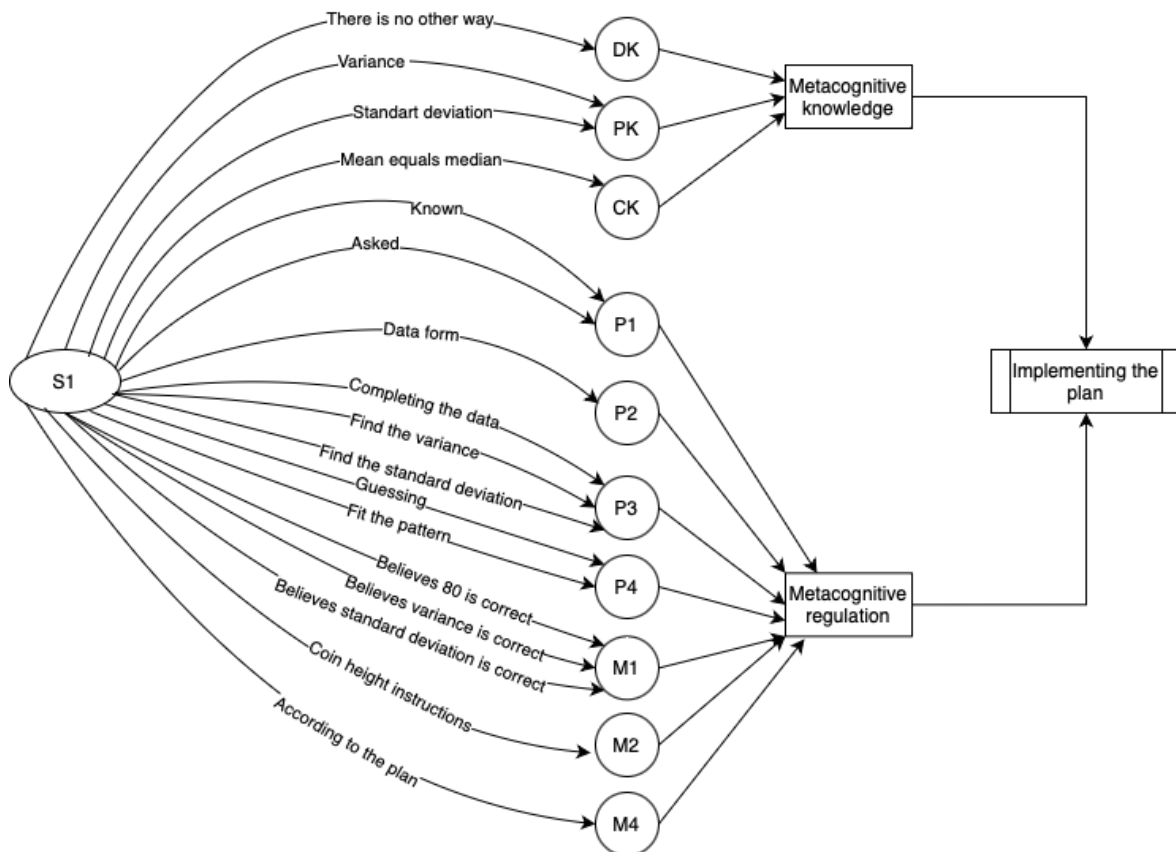 There is no other way
DK
Variance
Metacognitive
knowledge
Standart deviation
PK
Mean equals median
CK
Known
Asked
P1
Data form
S1
Implementing the
plan
P2
Completing the data
Find the variance
Find the standard deviation
P3
Guessing
Fit the pattern
P4
Metacognitive
regulation
Believes 80 is correct
Believes variance is correct
Believes standard deviation is correct
M1
Coin height instructions
M2
According to the plan
M4